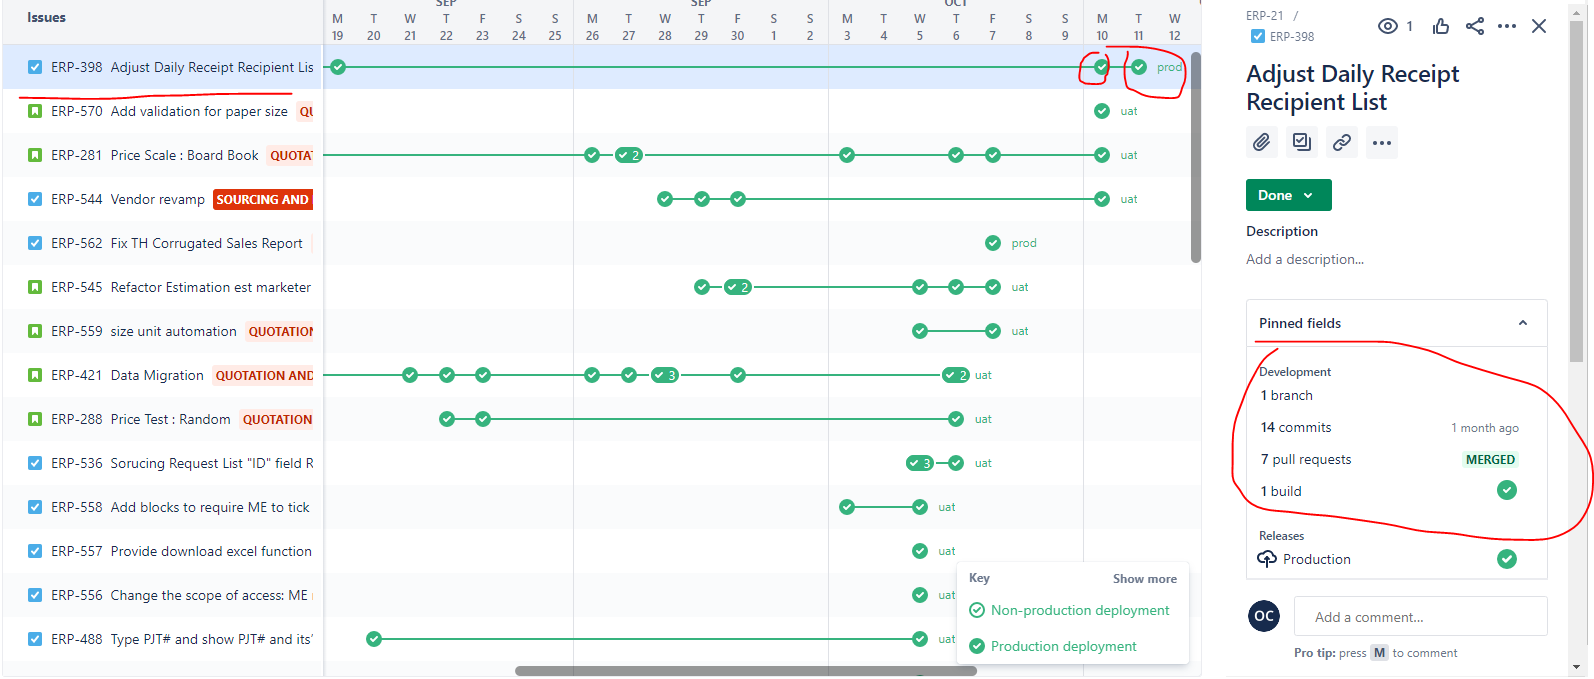 Issues
SEP SEP OCT
M T W T F S S M T W T F S S M T W T F S S M T W
19 20 21 22 23 24 25 26 27 28 29 30 1 2 3 4 5 6 7 8 9 10 11 12
ERP-398 Adjust Daily Receipt Recipient Lis
prod
ERP-570 Add validation for paper size QU
uat
ERP-281 Price Scale : Board Book QUOTAT
2
uat
ERP-544 Vendor revamp SOURCING AND
uat
ERP-562 Fix TH Corrugated Sales Report
prod
ERP-545 Refactor Estimation est marketer
2
uat
ERP-559 size unit automation QUOTATION
uat
ERP-421 Data Migration QUOTATION AND
3
2
uat
ERP-288 Price Test : Random QUOTATION
uat
ERP-536 Sorucing Request List "ID" field R
3
uat
ERP-558 Add blocks to require ME to tick
uat
ERP-557 Provide download excel function
uat
ERP-556 Change the scope of access: ME
uat
ERP-488 Type PJT# and show PJT# and its'
uat
Key Show more
Non-production deployment
Production deployment
ERP-21 /
ERP-398
1
Adjust Daily Receipt
Recipient List
Done
Description
Add a description...
Pinned fields
Development
1 branch
14 commits 1 month ago
7 pull requests MERGED
1 build
Releases
Production
OC Add a comment...
Pro tip: press M to comment